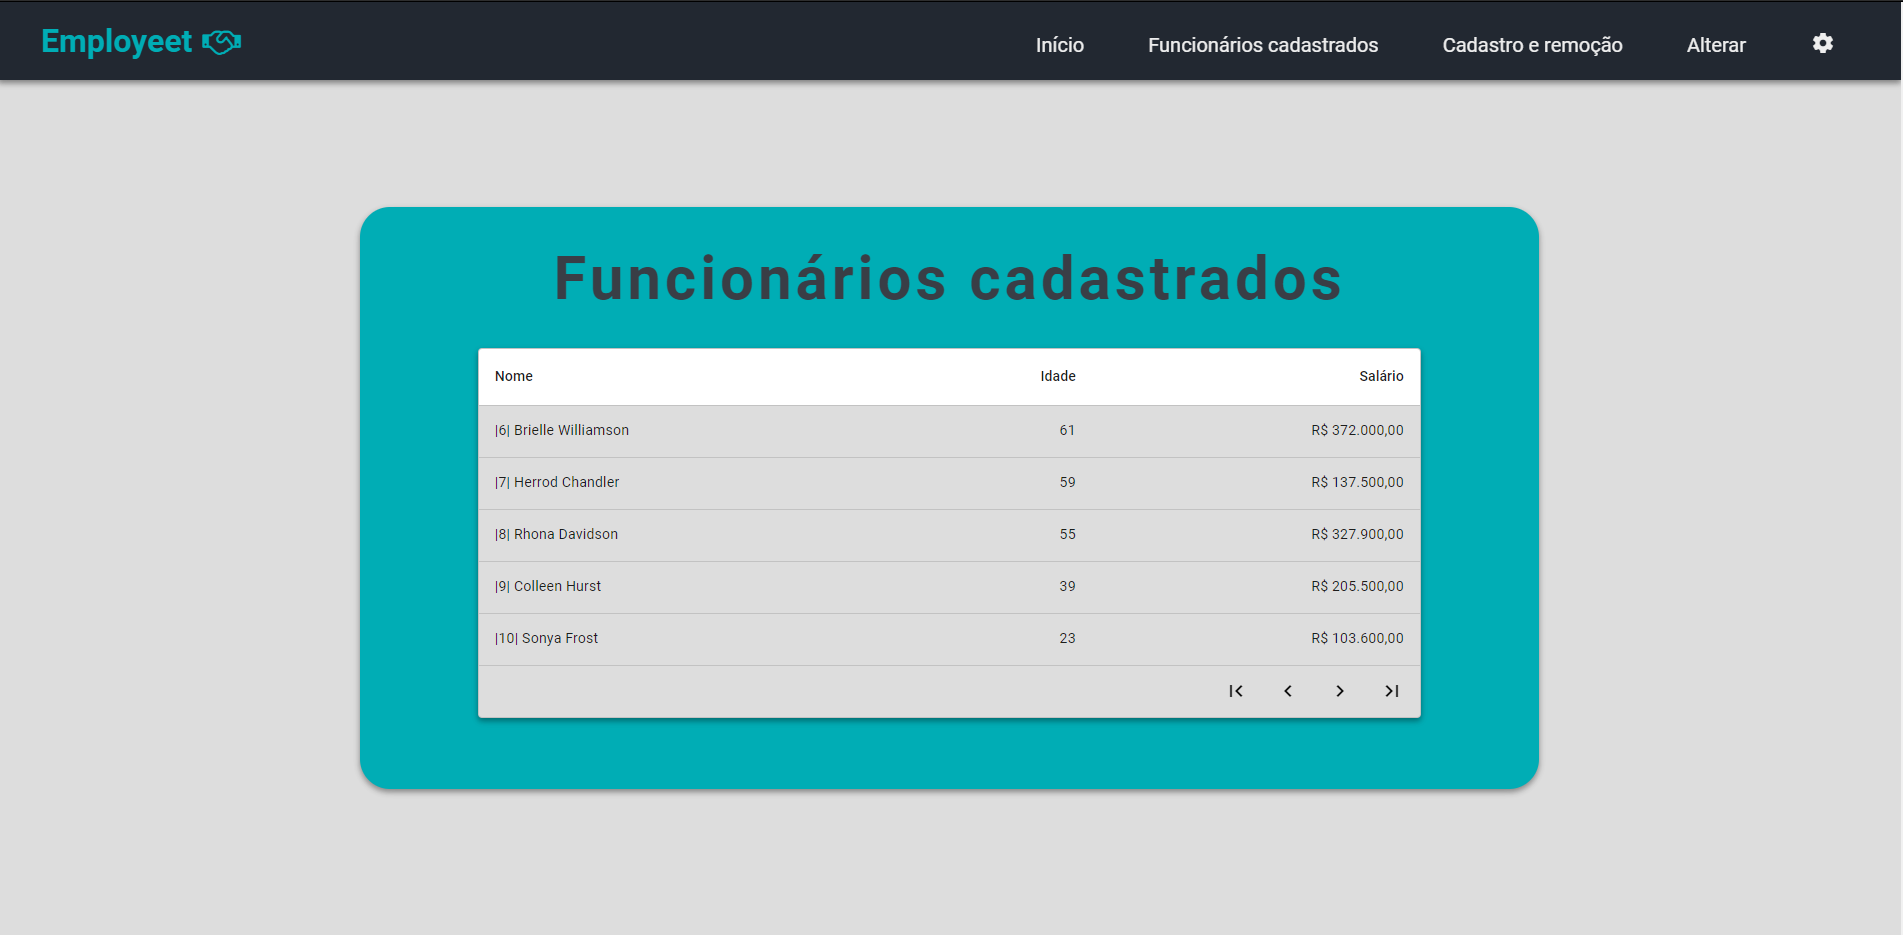 Employeet
Início Funcionários cadastrados Cadastro e remoção Alterar
Funcionários cadastrados
Nome Idade Salário
|6| Brielle Williamson 61 R$ 372.000,00
|7| Herrod Chandler 59 R$ 137.500,00
|8| Rhona Davidson 55 R$ 327.900,00
|9| Colleen Hurst 39 R$ 205.500,00
|10| Sonya Frost 23 R$ 103.600,00